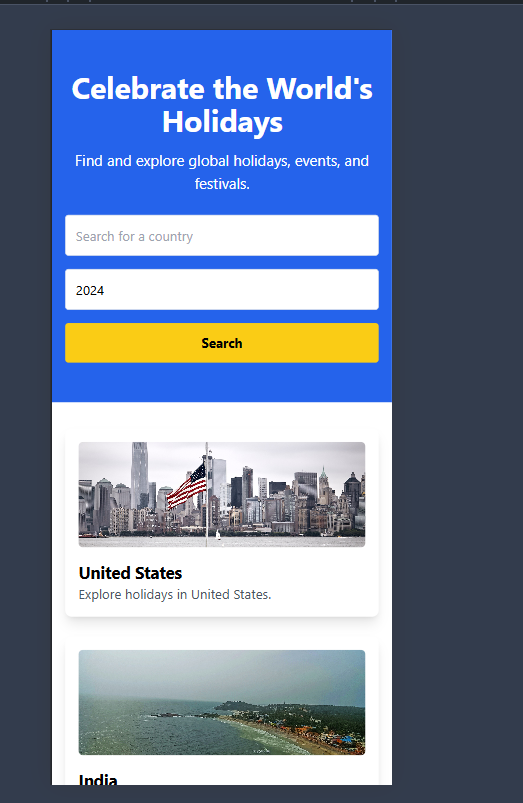 Celebrate the World's
Holidays
Find and explore global holidays, events, and
festivals.
Search for a country
2024
Search
United States
Explore holidays in United States.
India